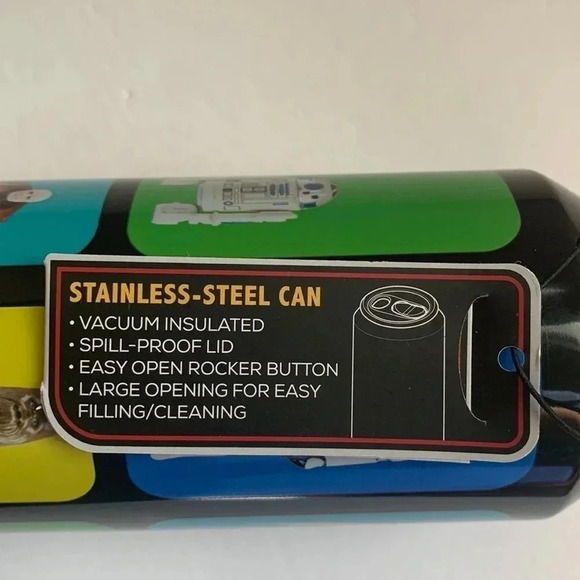 STAINLESS-STEEL CAN
• VACUUM INSULATED
• SPILL-PROOF LID
• EASY OPEN ROCKER BUTTON
• LARGE OPENING FOR EASY
FILLING/CLEANING